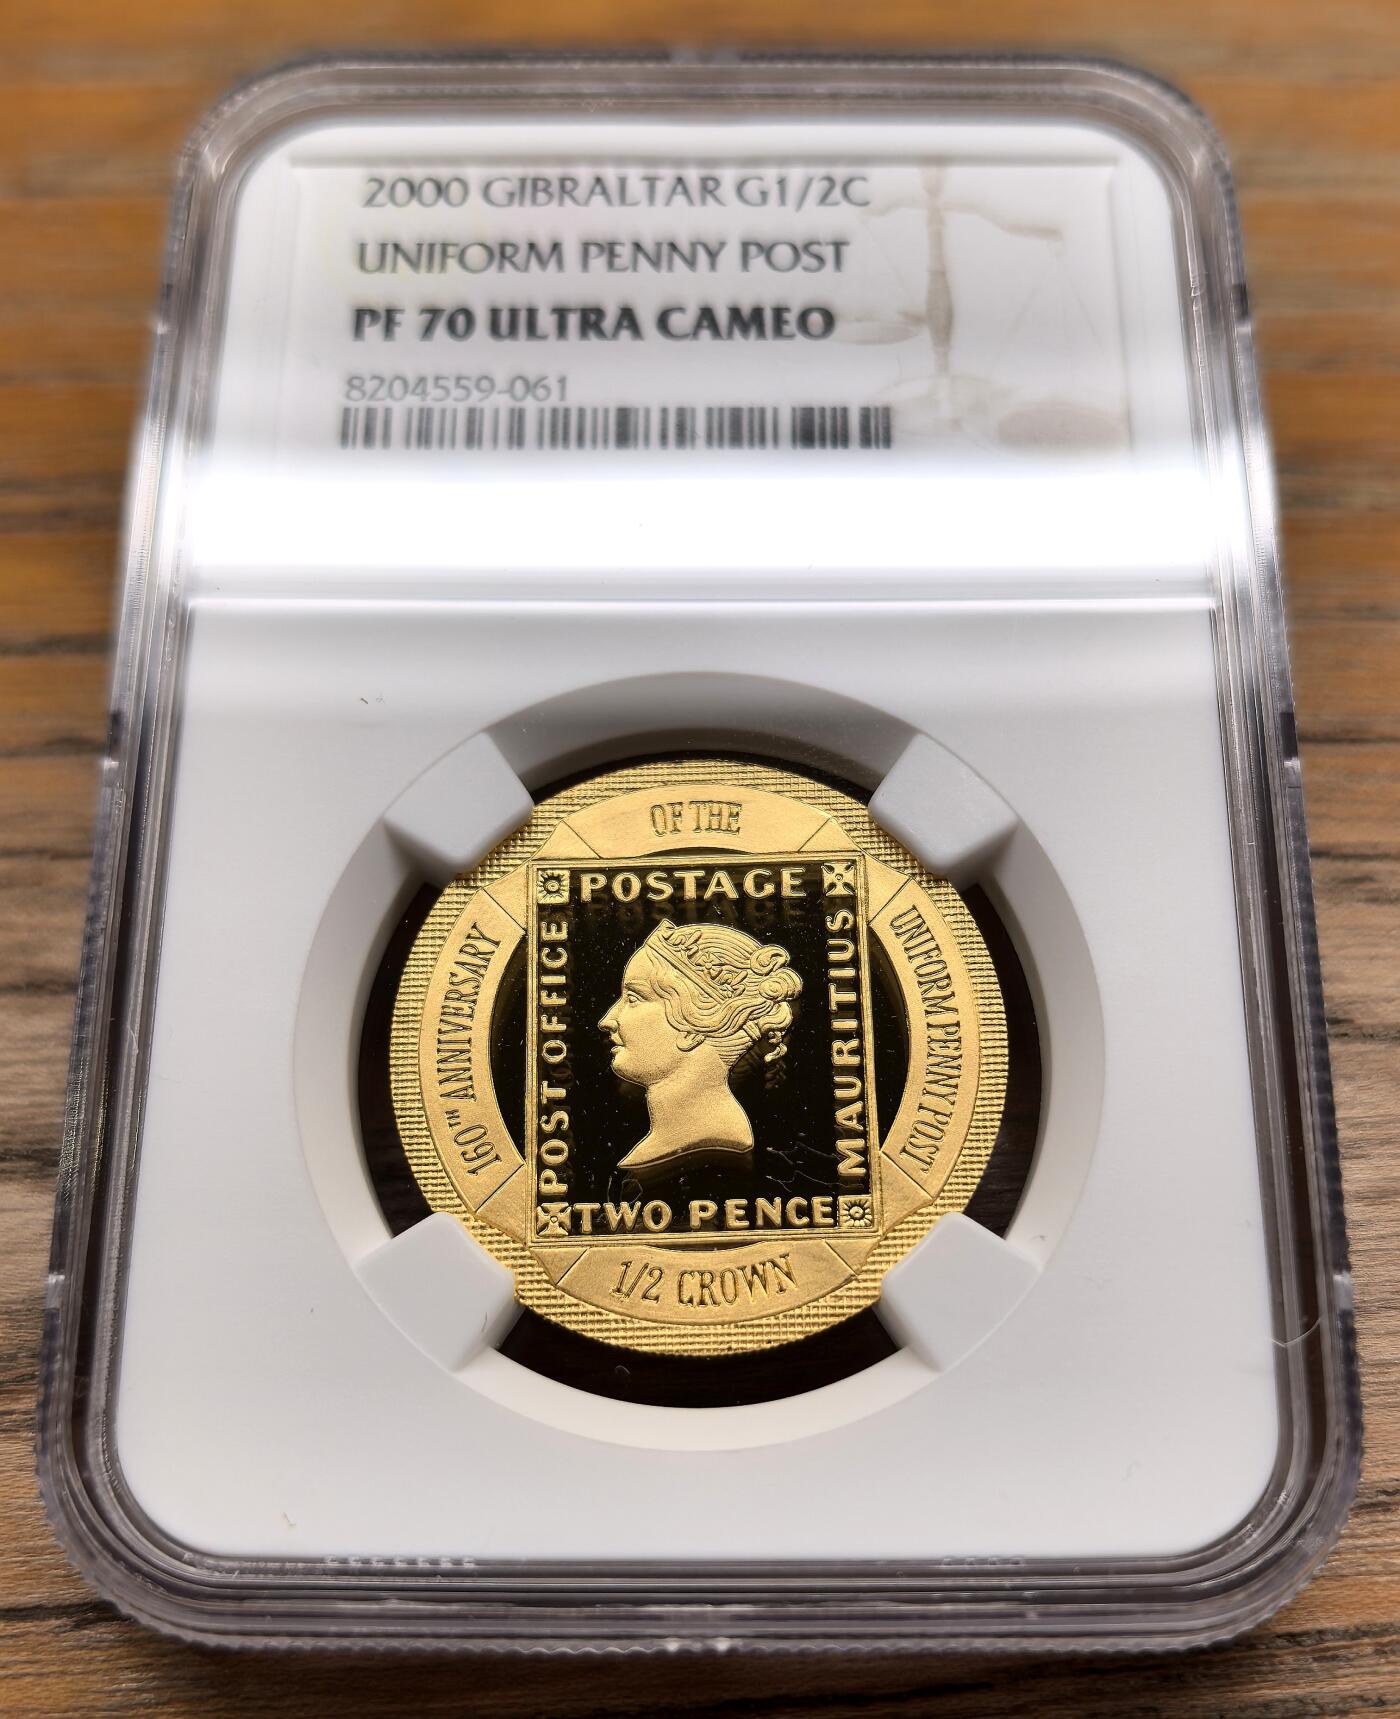 2000 GIBRALTAR G1/2C
UNIFORM PENNY POST
PF 70 ULTRA CAMEO
8204559-061
160TH ANNIVERSARY
OF THE
UNIFORM PENNY POST
POST OFFICE
POSTAGE
MAURITIUS
TWO PENCE
1/2 CROWN